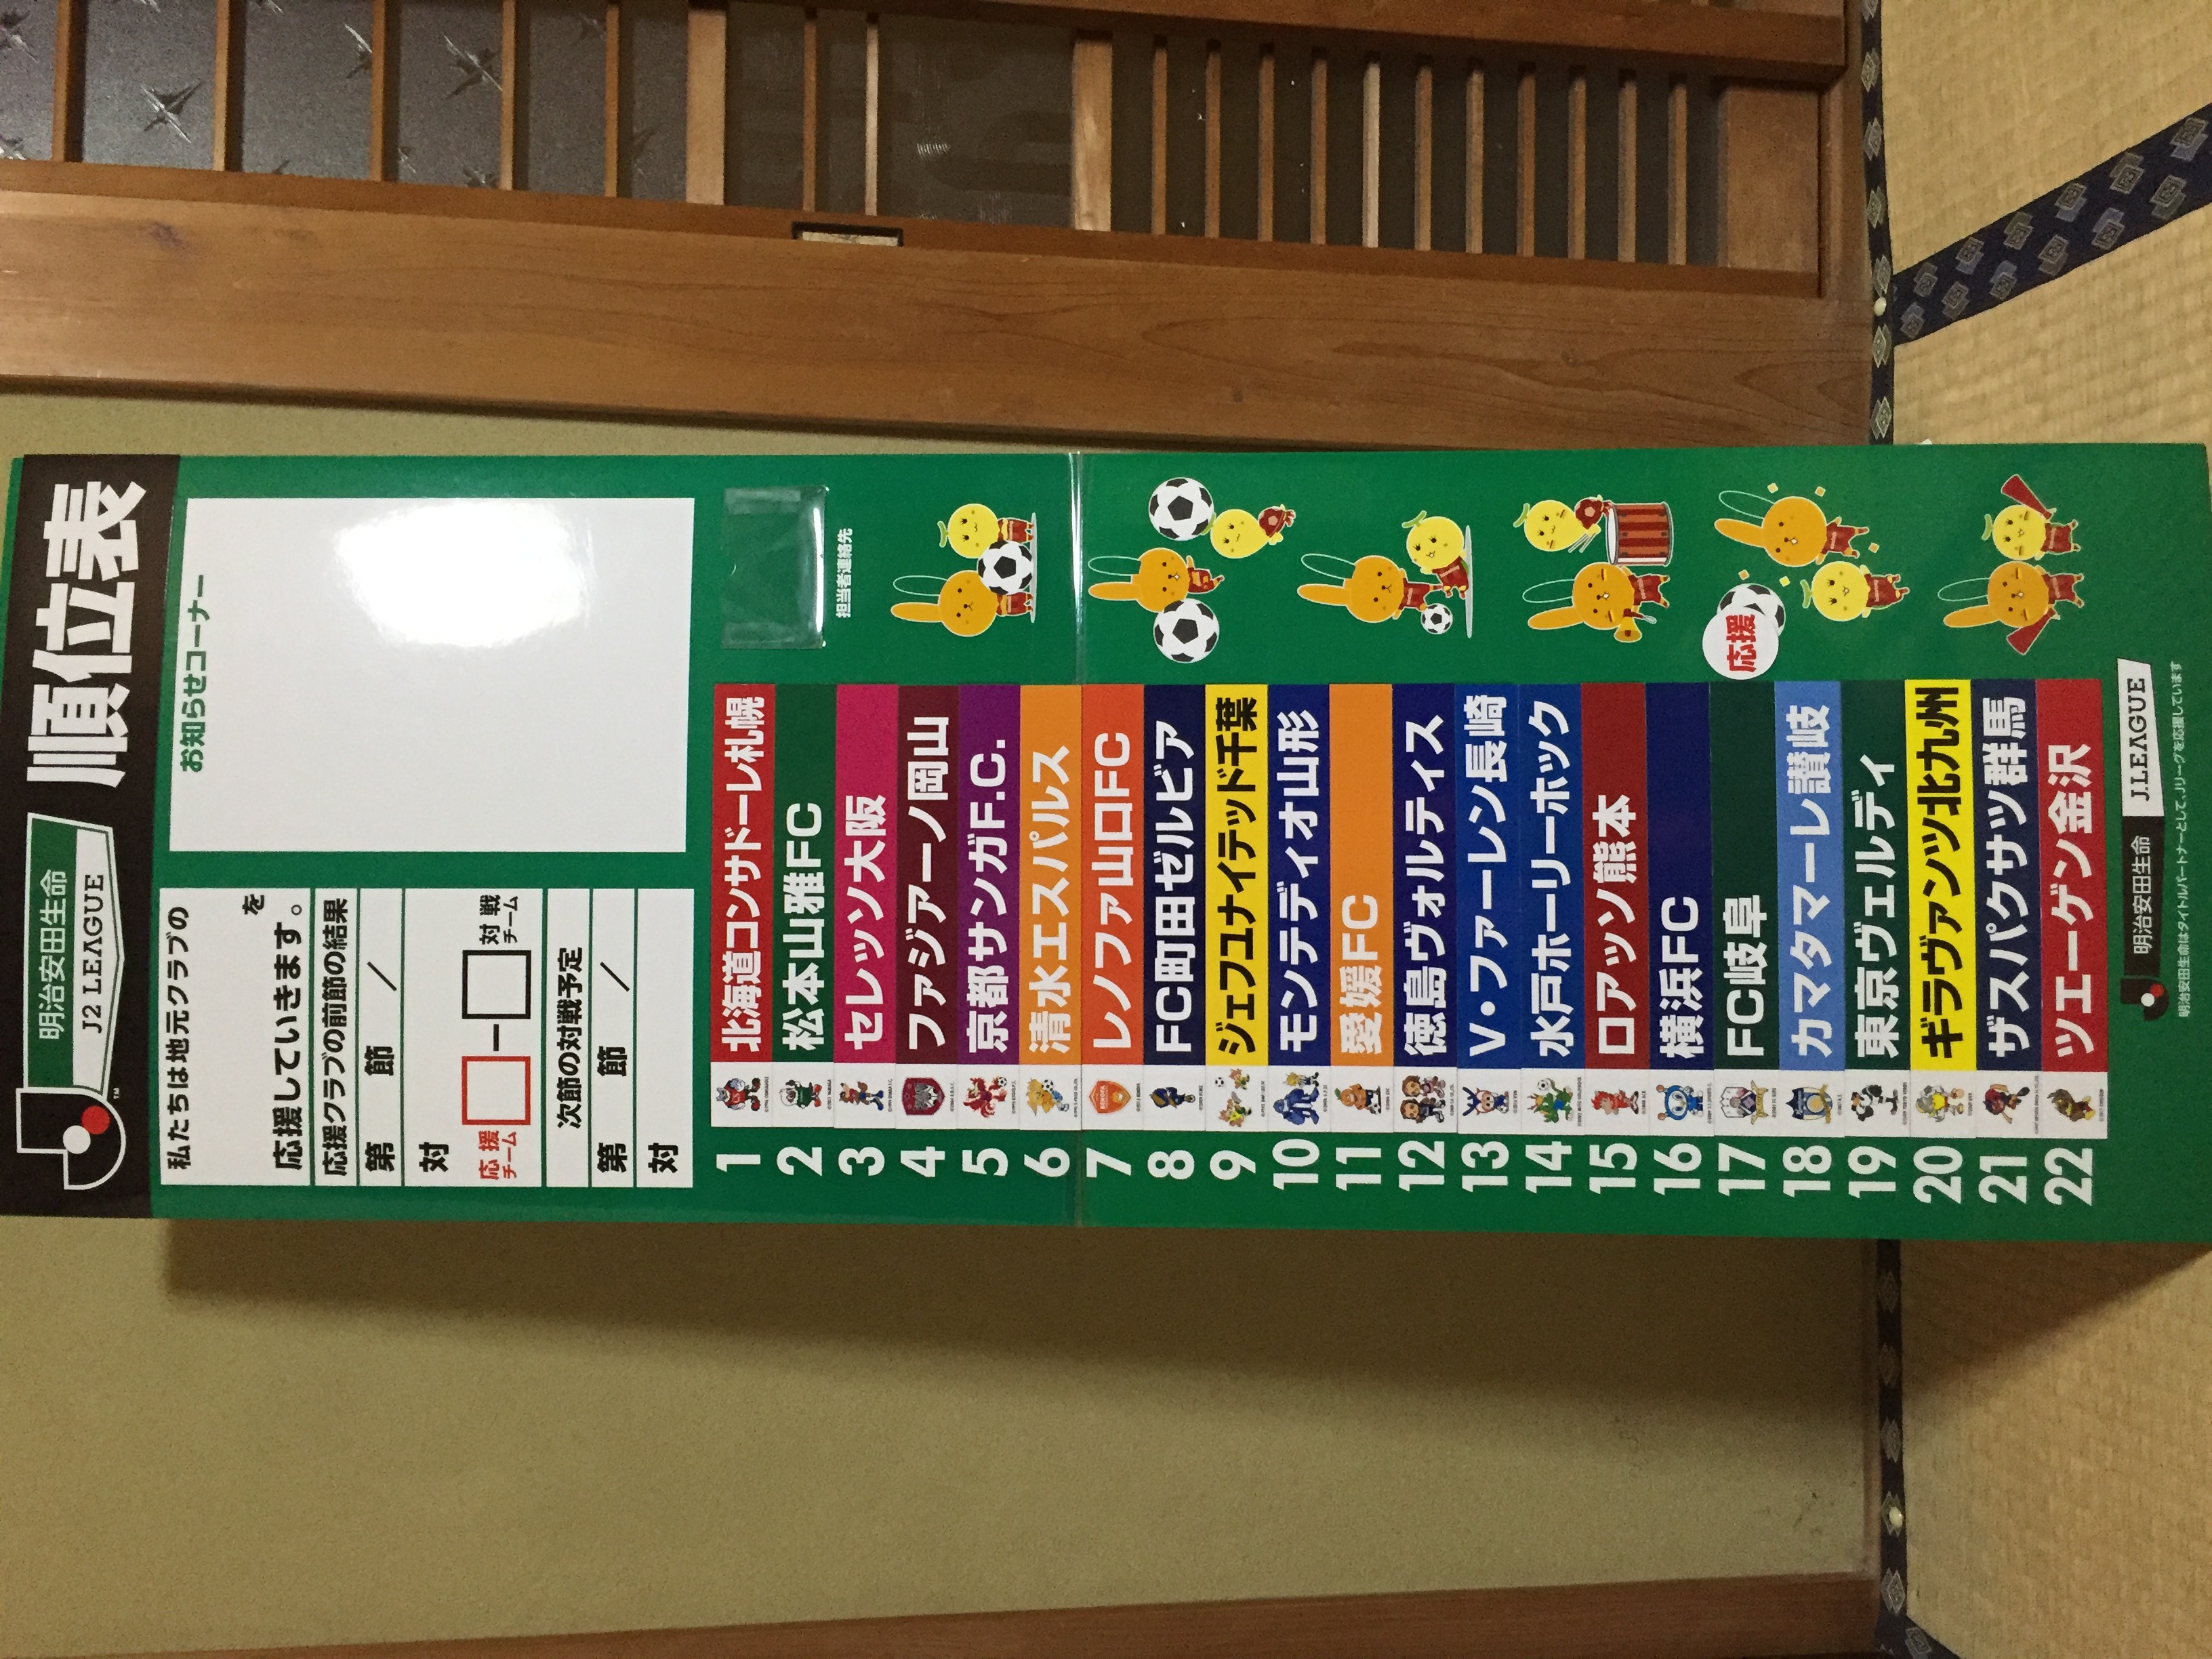 明治安田生命
J2 LEAGUE
TM
順位表
私たちは地元クラブの
を
応援していきます。
応援クラブの前節の結果
第 節 /
対
応援チーム
ー
対戦チーム
次節の対戦予定
第 節 /
対
お知らせコーナー
担当者連絡先
1 北海道コンサドーレ札幌
2 松本山雅FC
3 セレッソ大阪
4 ファジアーノ岡山
5 京都サンガF.C.
6 清水エスパルス
7 レノファ山口FC
8 FC町田ゼルビア
9 ジェフユナイテッド千葉
10 モンテディオ山形
11 愛媛FC
12 徳島ヴォルティス
13 V・ファーレン長崎
14 水戸ホーリーホック
15 ロアッソ熊本
16 横浜FC
17 FC岐阜
18 カマタマーレ讃岐
19 東京ヴェルディ
20 ギラヴァンツ北九州
21 ザスパクサツ群馬
22 ツエーゲン金沢
応援
明治安田生命
J.LEAGUE
明治安田生命はタイトルパートナーとして、Jリーグを応援しています